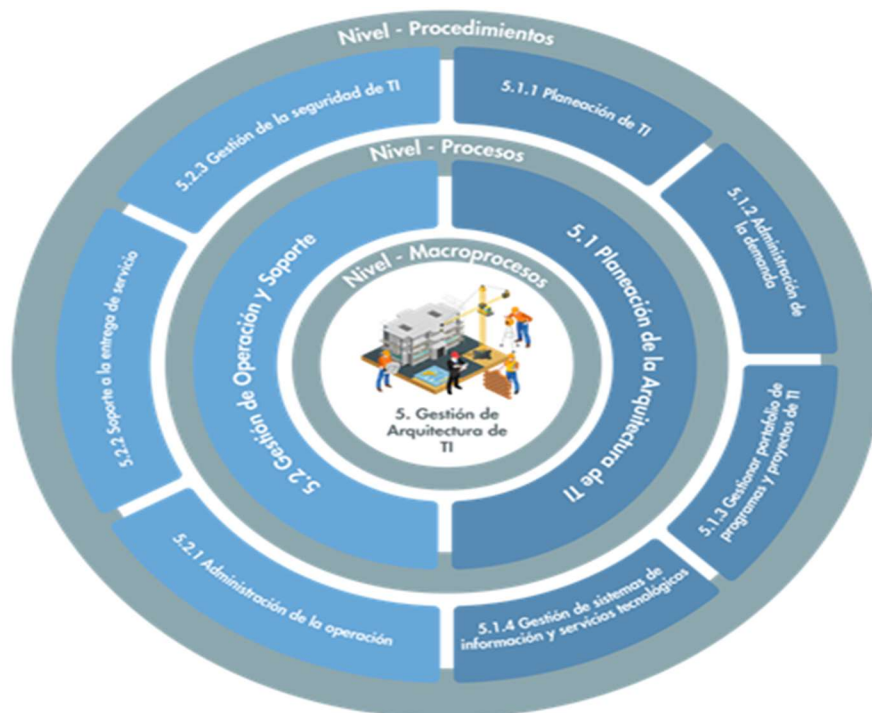 Nivel - Procedimientos
5.1.1 Planeación de TI
5.1.2 Administración de
la demanda
5.1.3 Gestionar portafolio de
programas y proyectos de TI
5.1.4 Gestión de sistemas de
información y servicios tecnológicos
5.2.1 Administración de la operación
5.2.2 Soporte a la entrega de servicio
5.2.3 Gestión de la seguridad de TI
Nivel - Procesos
5.1 Planeación de la Arquitectura de TI
5.2 Gestión de Operación y Soporte
Nivel - Macroprocesos
5. Gestión de
Arquitectura de
TI